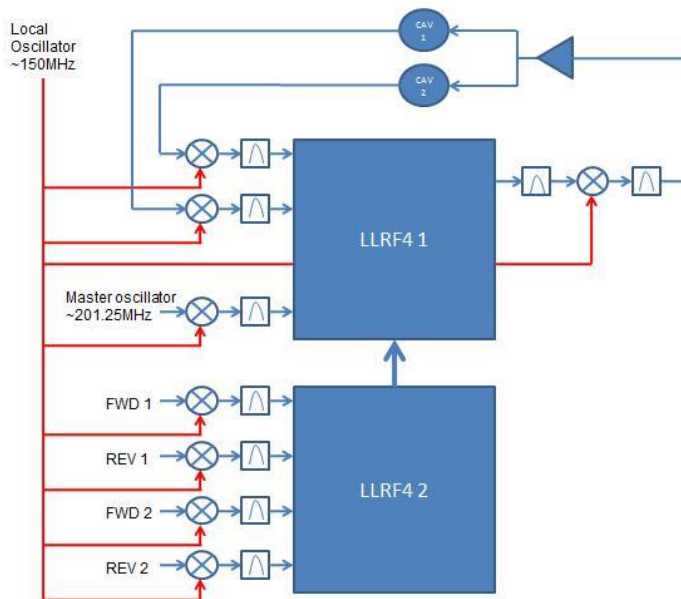 Local
Oscillator
~150MHz
CAV
1
CAV
2
LLRF4 1
Master oscillator
~201.25MHz
FWD 1
REV 1
LLRF4 2
FWD 2
REV 2